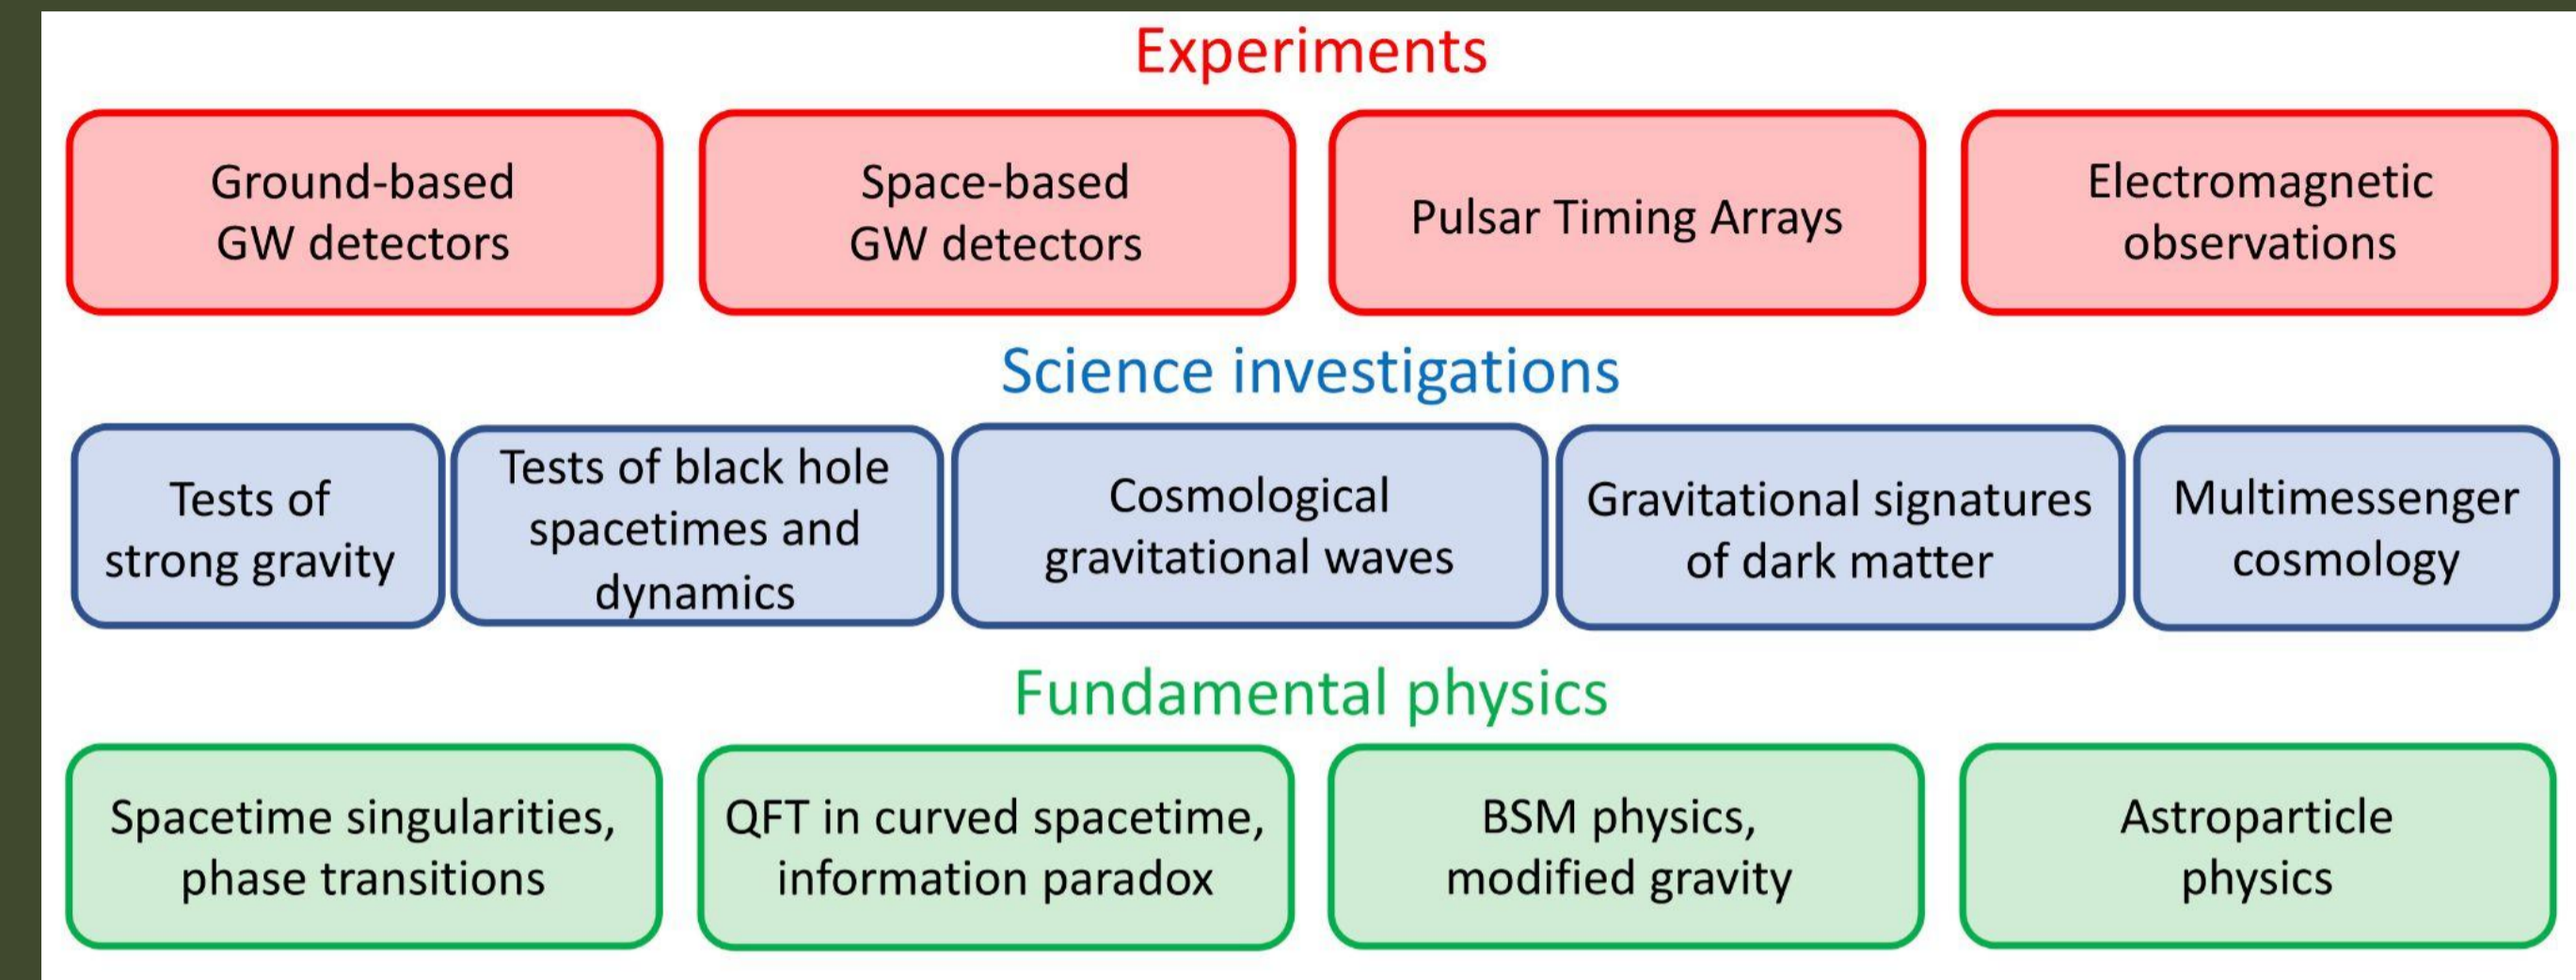 Experiments
Ground-based
GW detectors
Space-based
GW detectors
Pulsar Timing Arrays
Electromagnetic
observations
Science investigations
Tests of
strong gravity
Tests of black hole
spacetimes and
dynamics
Cosmological
gravitational waves
Gravitational signatures
of dark matter
Multimessenger
cosmology
Fundamental physics
Spacetime singularities,
phase transitions
QFT in curved spacetime,
information paradox
BSM physics,
modified gravity
Astroparticle
physics